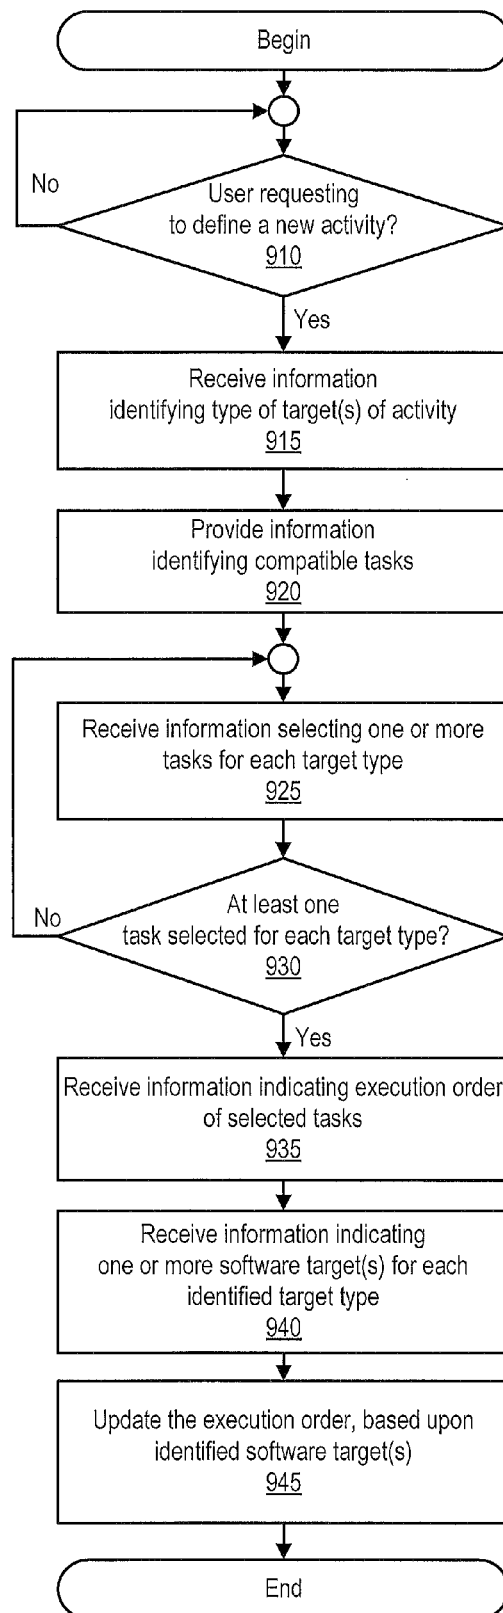 Begin
No
User requesting
to define a new activity?
910
Yes
Receive information
identifying type of target(s) of activity
915
Provide information
identifying compatible tasks
920
Receive information selecting one or more
tasks for each target type
925
No
At least one
task selected for each target type?
930
Yes
Receive information indicating execution order
of selected tasks
935
Receive information indicating
one or more software target(s) for each
identified target type
940
Update the execution order, based upon
identified software target(s)
945
End